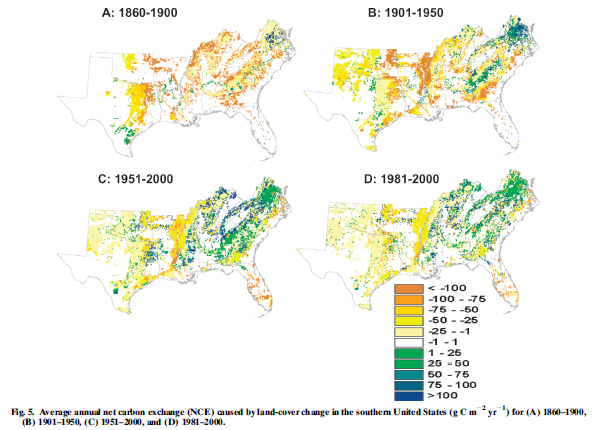 A: 1860-1900
B: 1901-1950
C: 1951-2000
D: 1981-2000
< -100
-100 - -75
-75 - -50
-50 - -25
-25 - -1
-1 - 1
1 - 25
25 - 50
50 - 75
75 - 100
>100
Fig. 5. Average annual net carbon exchange (NCE) caused by land-cover change in the southern United States (g C m⁻² yr⁻¹) for (A) 1860–1900,
(B) 1901–1950, (C) 1951–2000, and (D) 1981–2000.